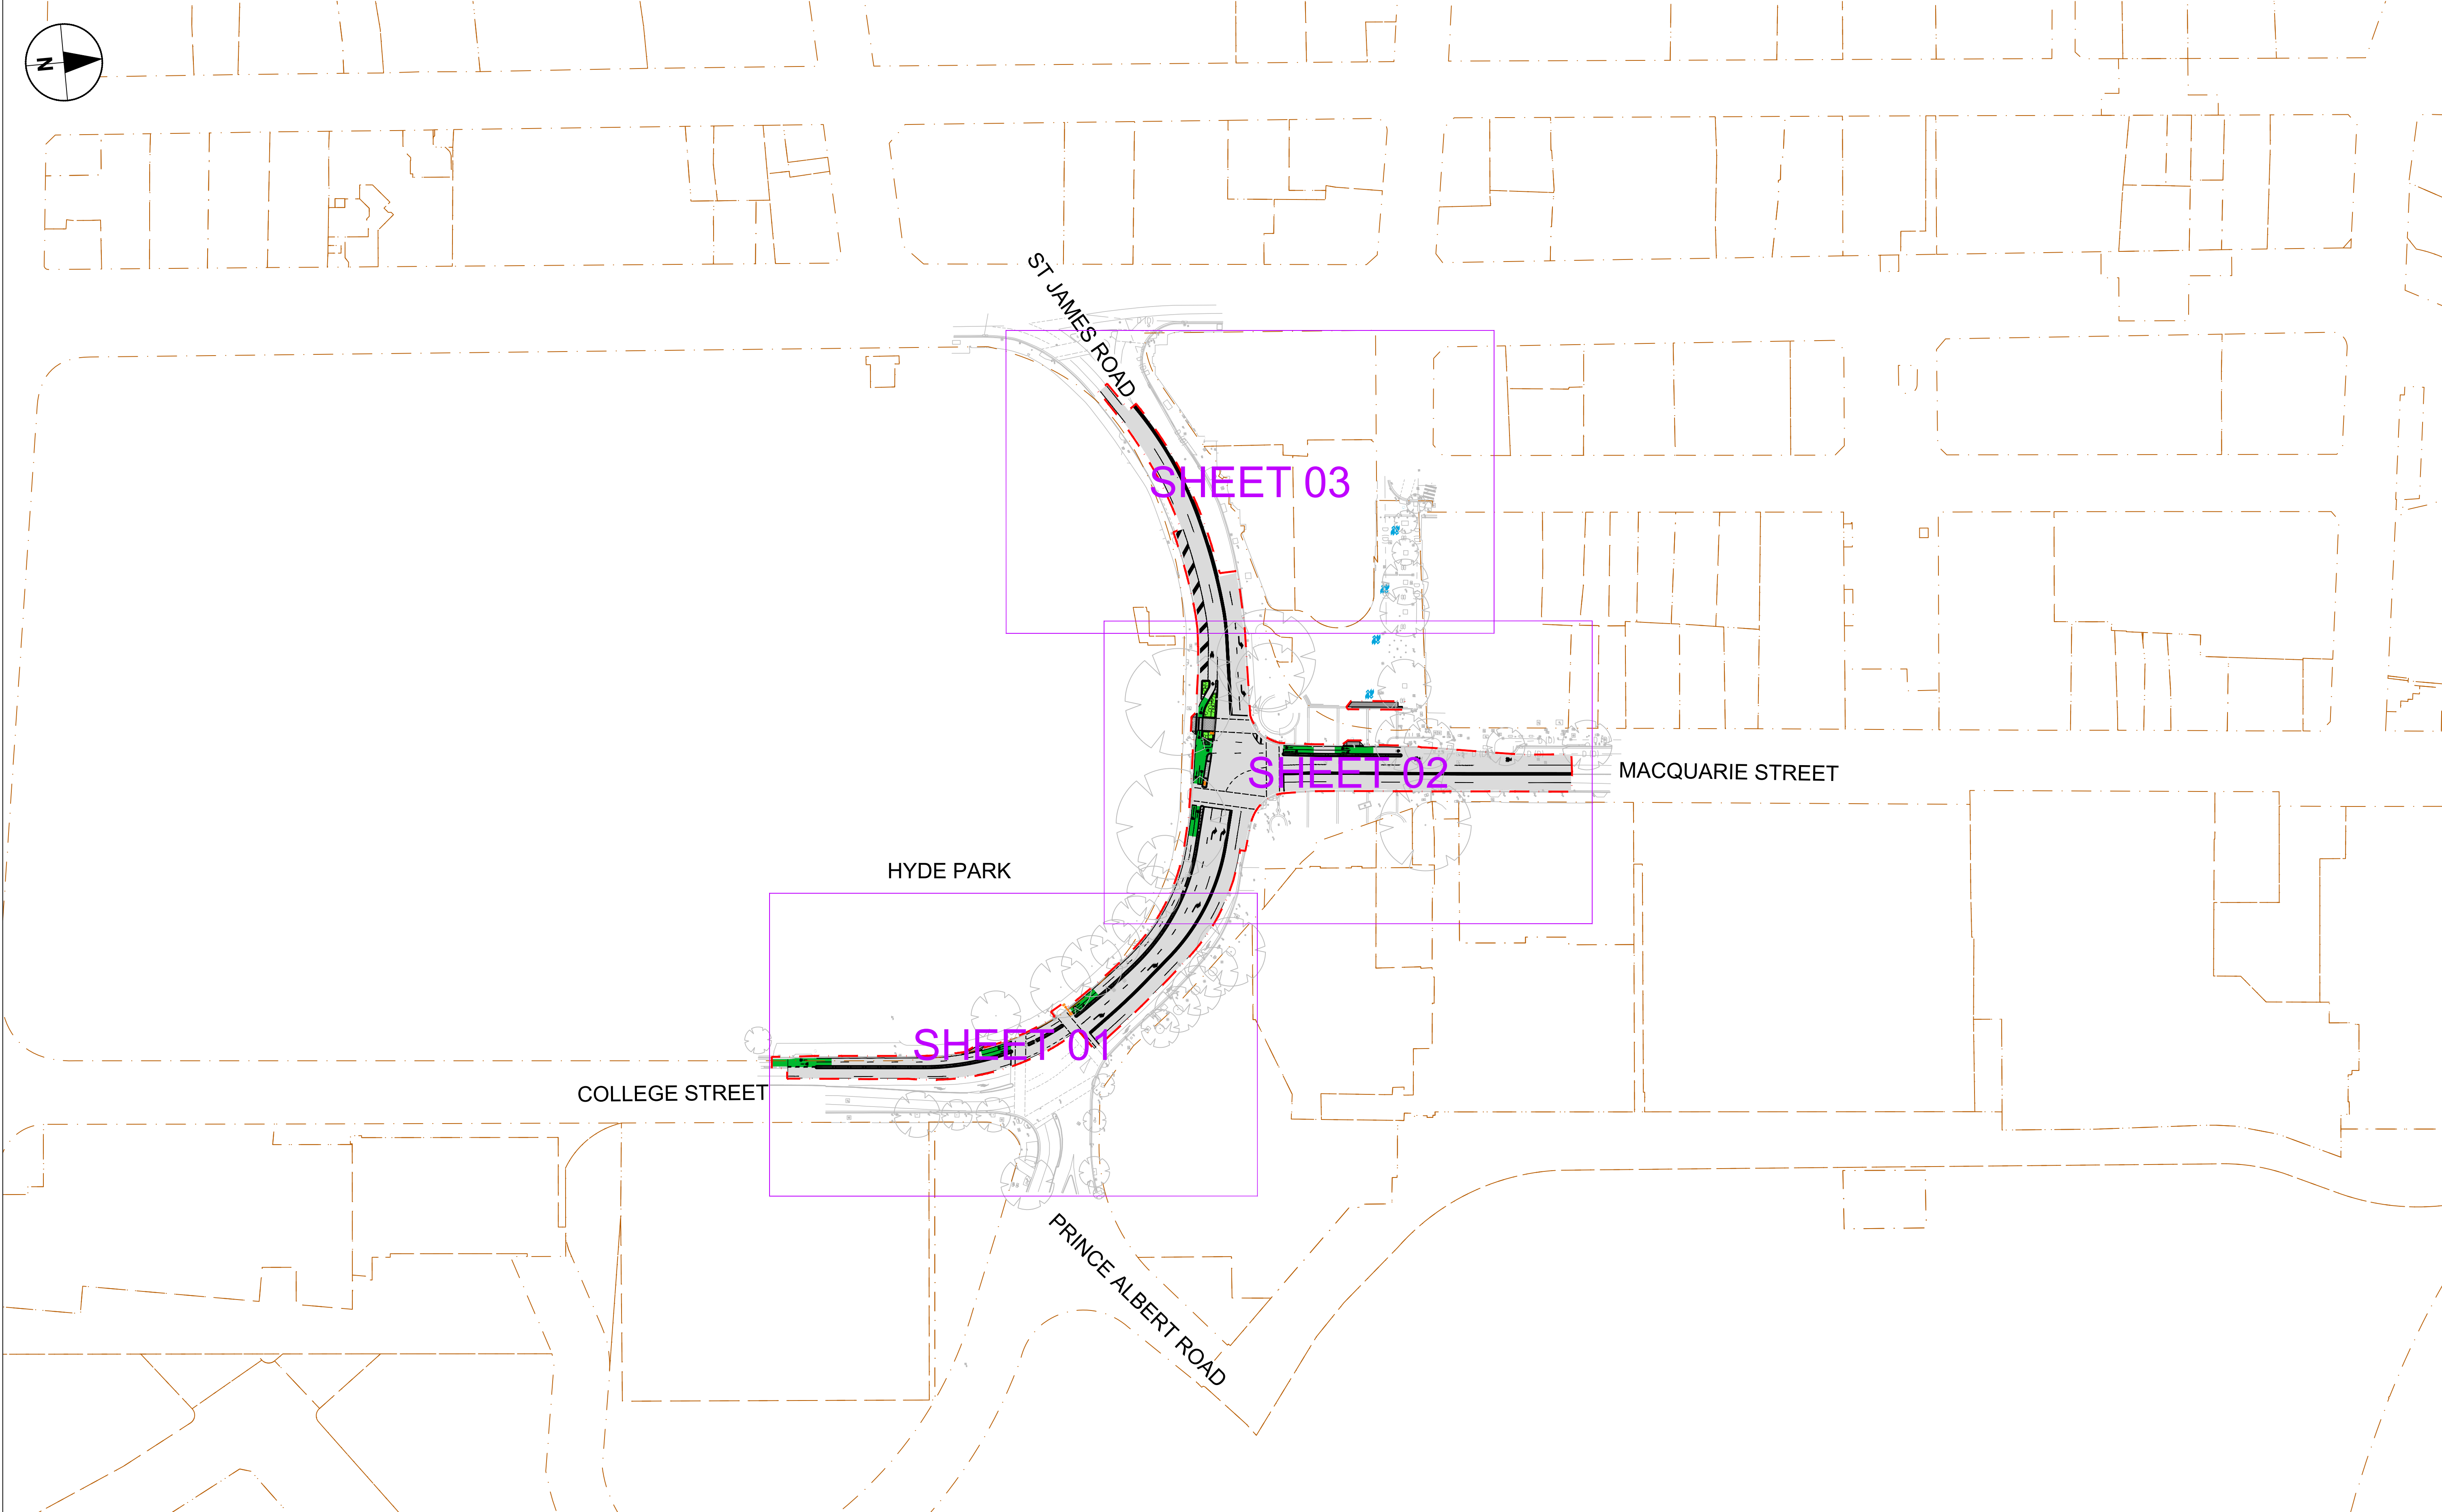 N
ST JAMES ROAD
SHEET 03
SHEET 02
MACQUARIE STREET
HYDE PARK
SHEET 01
COLLEGE STREET
PRINCE ALBERT ROAD